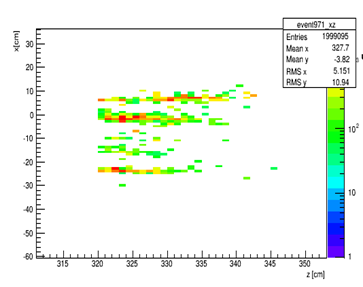 event971_xz
Entries 1999095
Mean x 327.7
Mean y -3.82
RMS x 5.151
RMS y 10.94
x[cm]
30
20
10
0
-10
-20
-30
-40
-50
-60
315 320 325 330 335 340 345 350
z [cm]
10²
10
1